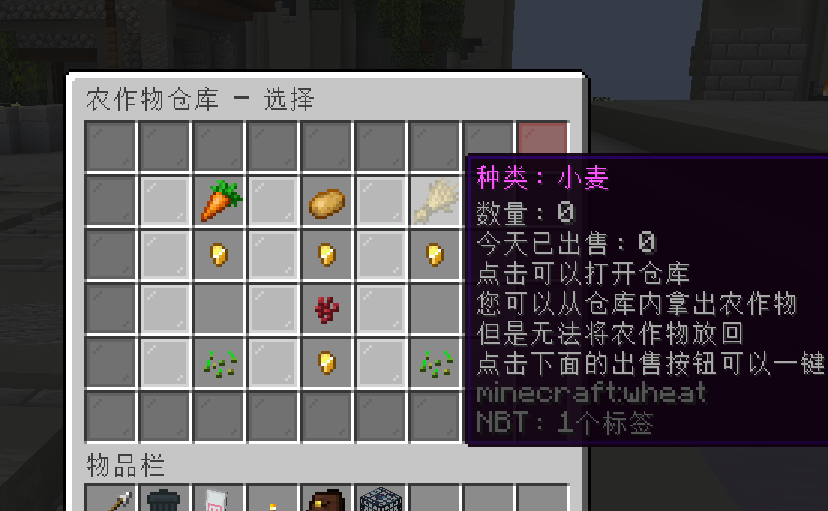 农作物仓库 – 选择
种类：小麦
数量：0
今天已出售：0
点击可以打开仓库
您可以从仓库内拿出农作物
但是无法将农作物放回
点击下面的出售按钮可以一键
minecraft:wheat
NBT：1个标签
物品栏